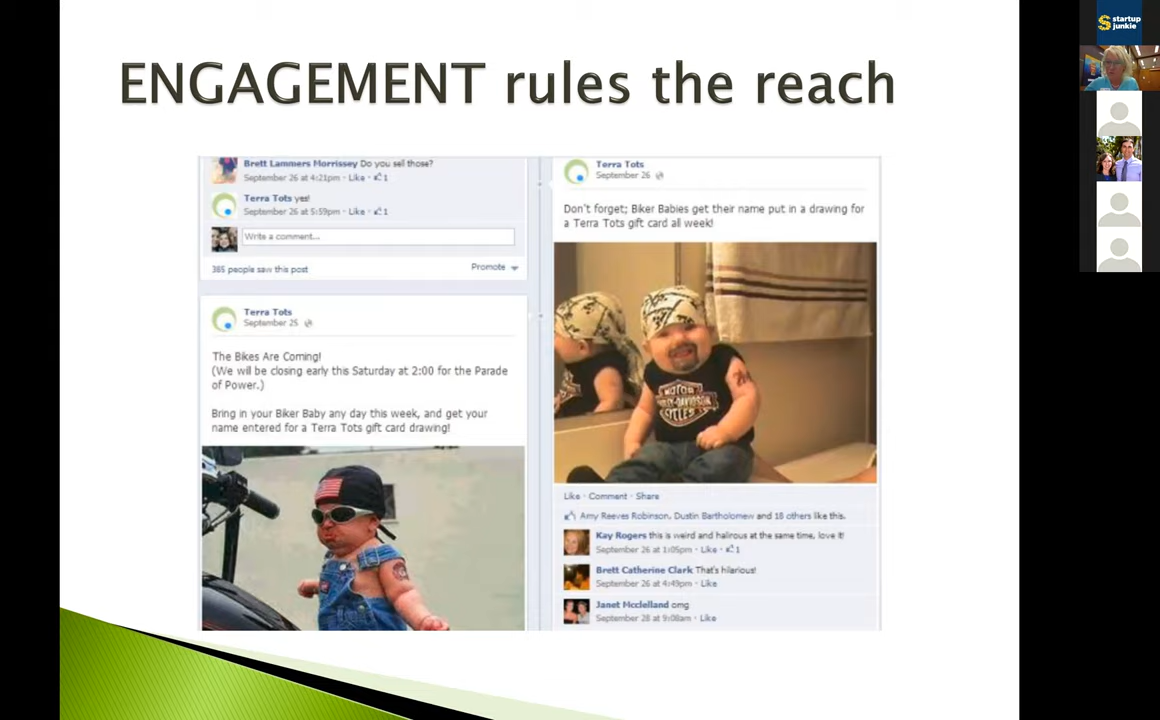 ENGAGEMENT rules the reach
Brett Lammers Morrissey Do you sell those?
September 26 at 4:21pm · Like · 1
Terra Tots yes!
September 26 at 5:59pm · Like · 1
Write a comment...
385 people saw this post
Promote
Terra Tots
September 25
The Bikes Are Coming!
(We will be closing early this Saturday at 2:00 for the Parade
of Power.)
Bring in your Biker Baby any day this week, and get your
name entered for a Terra Tots gift card drawing!
Terra Tots
September 26
Don't forget; Biker Babies get their name put in a drawing for
a Terra Tots gift card all week!
MOTOR
HARLEY-DAVIDSON
CYCLES
Like · Comment · Share
Amy Reeves Robinson, Dustin Bartholomew and 18 others like this.
Kay Rogers this is weird and halirous at the same time, love it!
September 26 at 1:05pm · Like · 1
Brett Catherine Clark That's hilarious!
September 26 at 4:49pm · Like
Janet Mcclelland omg
September 28 at 9:08am · Like
startup
junkie